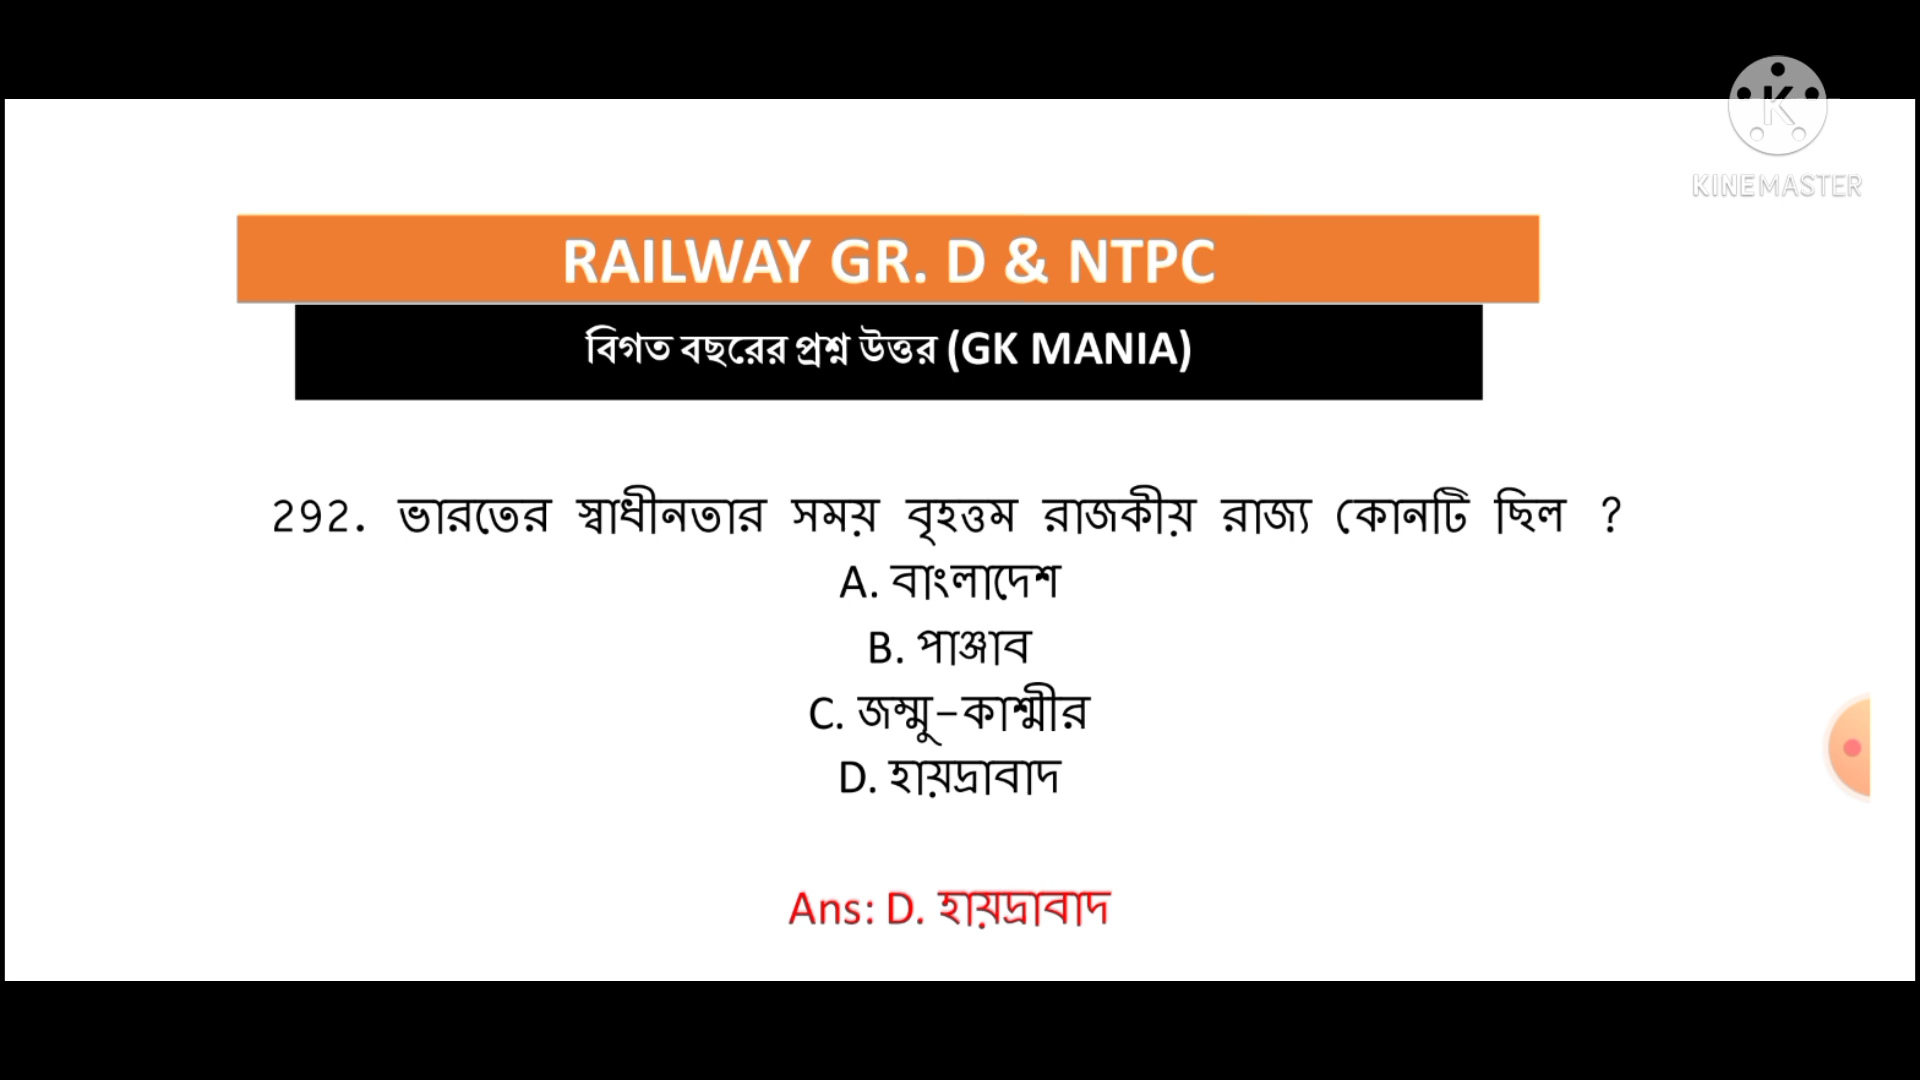 KINEMASTER
RAILWAY GR. D & NTPC
বিগত বছরের প্রশ্ন উত্তর (GK MANIA)
292. ভারতের স্বাধীনতার সময় বৃহত্তম রাজকীয় রাজ্য কোনটি ছিল ?
A. বাংলাদেশ
B. পাঞ্জাব
C. জম্মু-কাশ্মীর
D. হায়দ্রাবাদ
Ans: D. হায়দ্রাবাদ